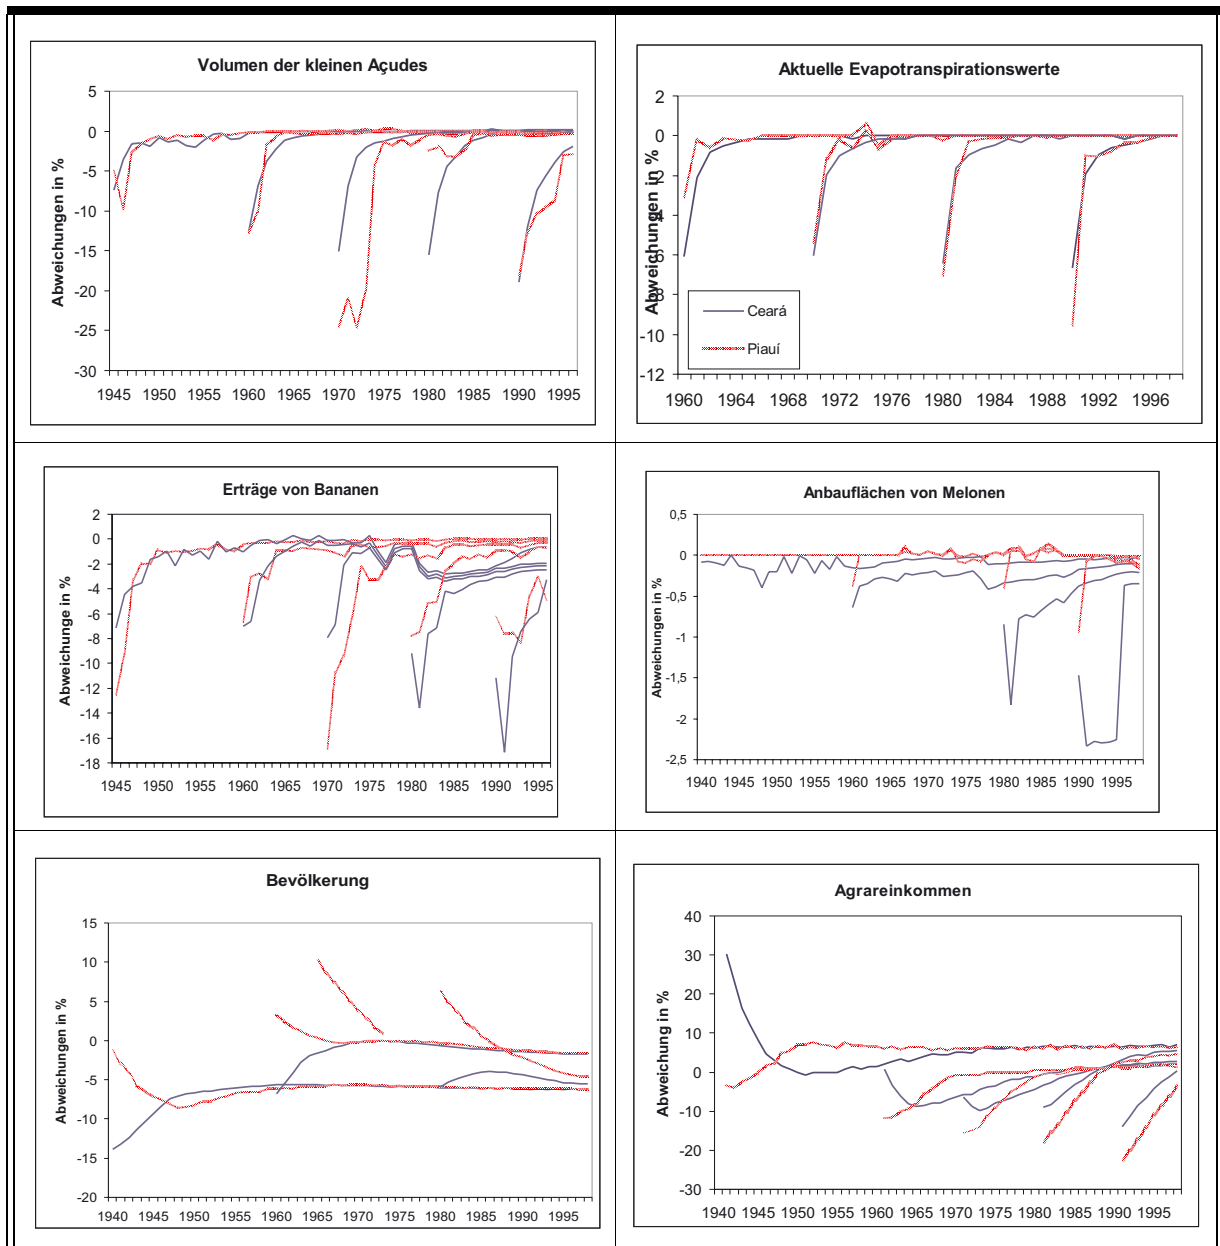 Volumen der kleinen Açudes
Abweichungen in %
5
0
-5
-10
-15
-20
-25
-30
1945 1950 1955 1960 1965 1970 1975 1980 1985 1990 1995
Aktuelle Evapotranspirationswerte
Abweichungen in %
2
0
-2
-4
-6
-8
-10
-12
Ceará
Piauí
1960 1964 1968 1972 1976 1980 1984 1988 1992 1996
Erträge von Bananen
Abweichunge in %
2
0
-2
-4
-6
-8
-10
-12
-14
-16
-18
1945 1950 1955 1960 1965 1970 1975 1980 1985 1990 1995
Anbauflächen von Melonen
Abweichungen in %
0,5
0
-0,5
-1
-1,5
-2
-2,5
1940 1945 1950 1955 1960 1965 1970 1975 1980 1985 1990 1995
Bevölkerung
Abweichungen in %
15
10
5
0
-5
-10
-15
-20
1940 1945 1950 1955 1960 1965 1970 1975 1980 1985 1990 1995
Agrareinkommen
Abweichung in %
40
30
20
10
0
-10
-20
-30
1940 1945 1950 1955 1960 1965 1970 1975 1980 1985 1990 1995